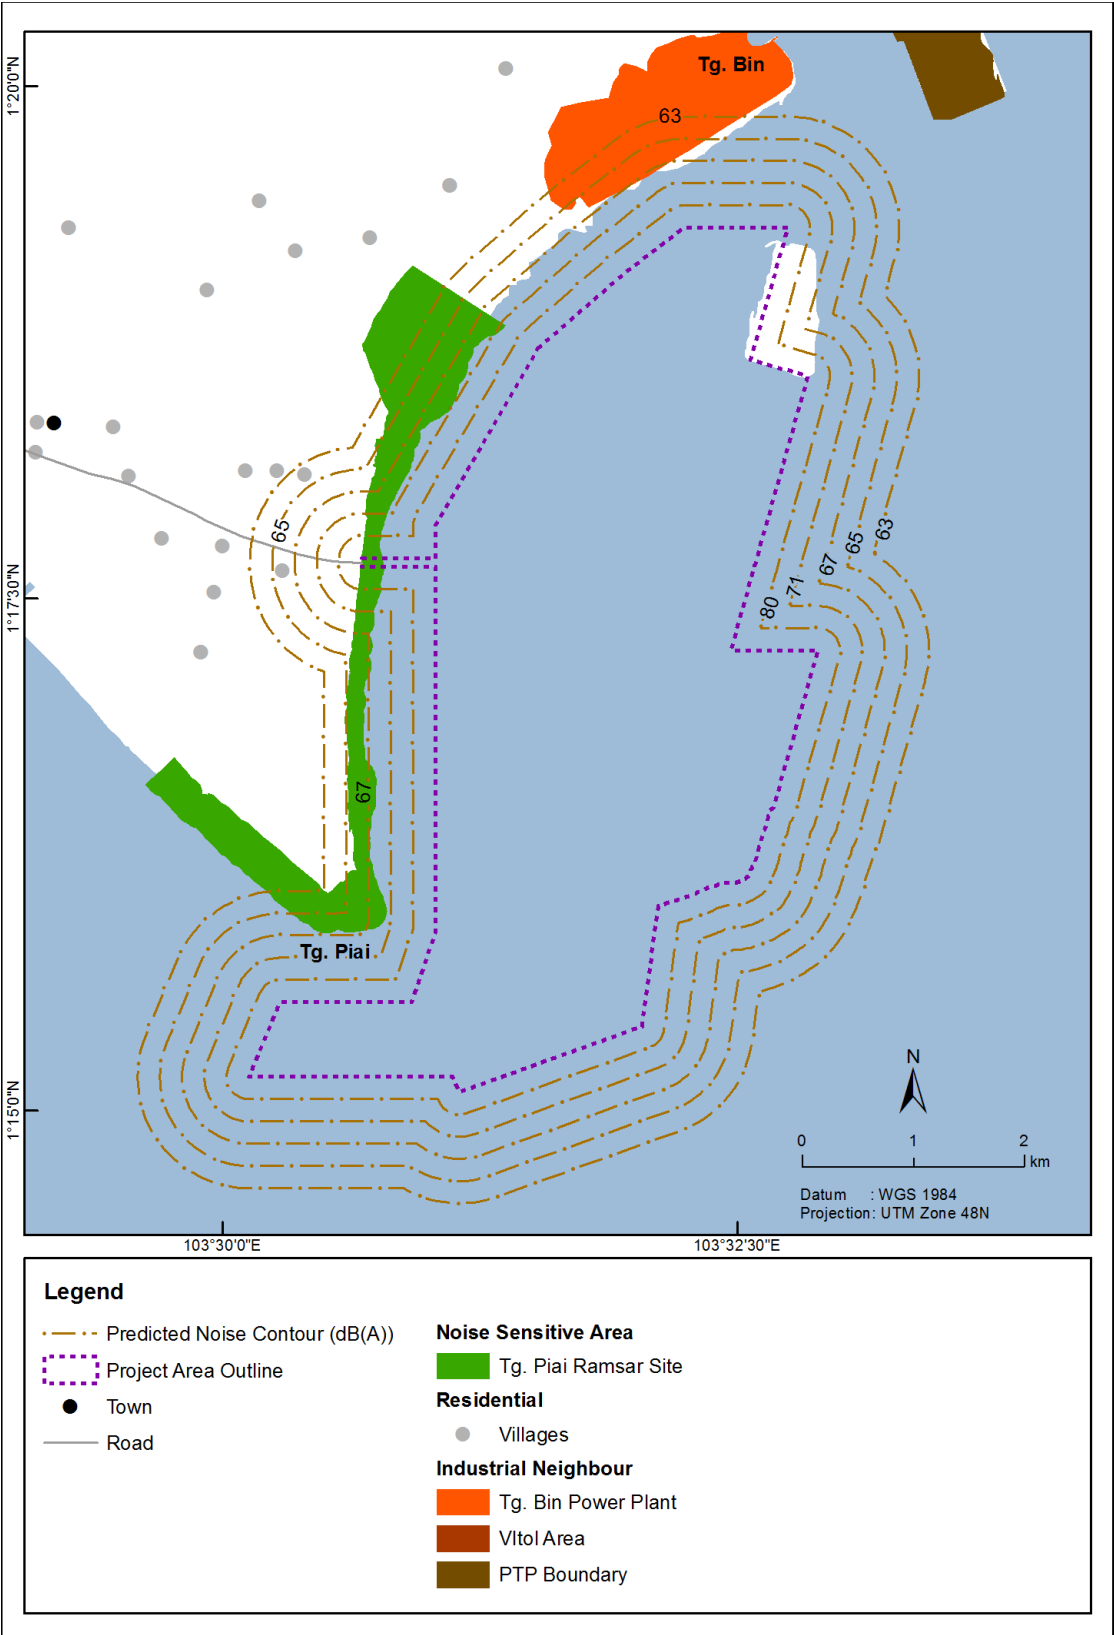 Tg. Bin
63
1°20'0"N
65
63
65
67
71
80
1°17'30"N
67
Tg. Piai
N
1°15'0"N
0 1 2
km
Datum : WGS 1984
Projection: UTM Zone 48N
103°30'0"E 103°32'30"E
Legend
Predicted Noise Contour (dB(A))
Project Area Outline
Town
Road
Noise Sensitive Area
Tg. Piai Ramsar Site
Residential
Villages
Industrial Neighbour
Tg. Bin Power Plant
VItol Area
PTP Boundary